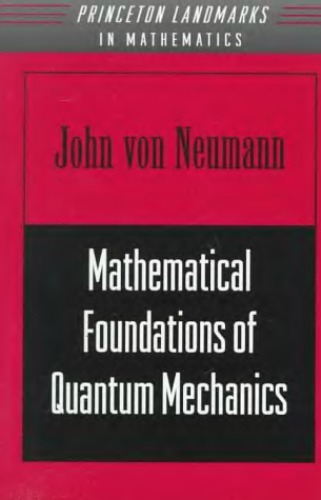 PRINCETON LANDMARKS
IN MATHEMATICS
John von Neumann
Mathematical
Foundations of
Quantum Mechanics